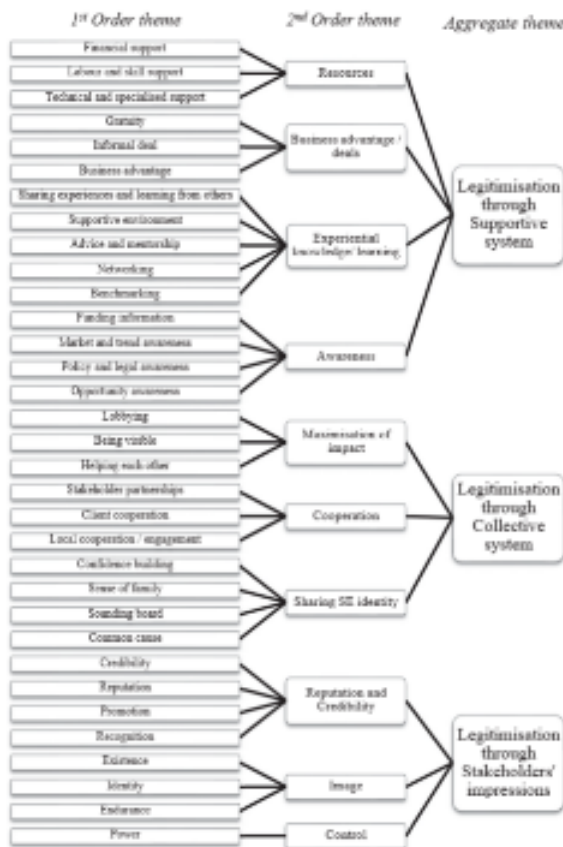 1st Order theme
2nd Order theme
Aggregate theme
Financial support
Labour and skill support
Technical and specialised support
Resources
Gratuity
Informal deal
Business advantage
Business advantage /
deals
Sharing experiences and learning from others
Supportive environment
Advice and mentorship
Networking
Benchmarking
Experiential
knowledge/ learning
Funding information
Market and trend awareness
Policy and legal awareness
Opportunity awareness
Awareness
Legitimisation
through
Supportive
system
Lobbying
Being visible
Helping each other
Maximisation of
impact
Stakeholder partnerships
Client cooperation
Local cooperation / engagement
Cooperation
Confidence building
Sense of family
Sounding board
Common cause
Sharing SE identity
Legitimisation
through
Collective
system
Credibility
Reputation
Promotion
Recognition
Reputation and
Credibility
Existence
Identity
Endurance
Image
Power
Control
Legitimisation
through
Stakeholders'
impressions